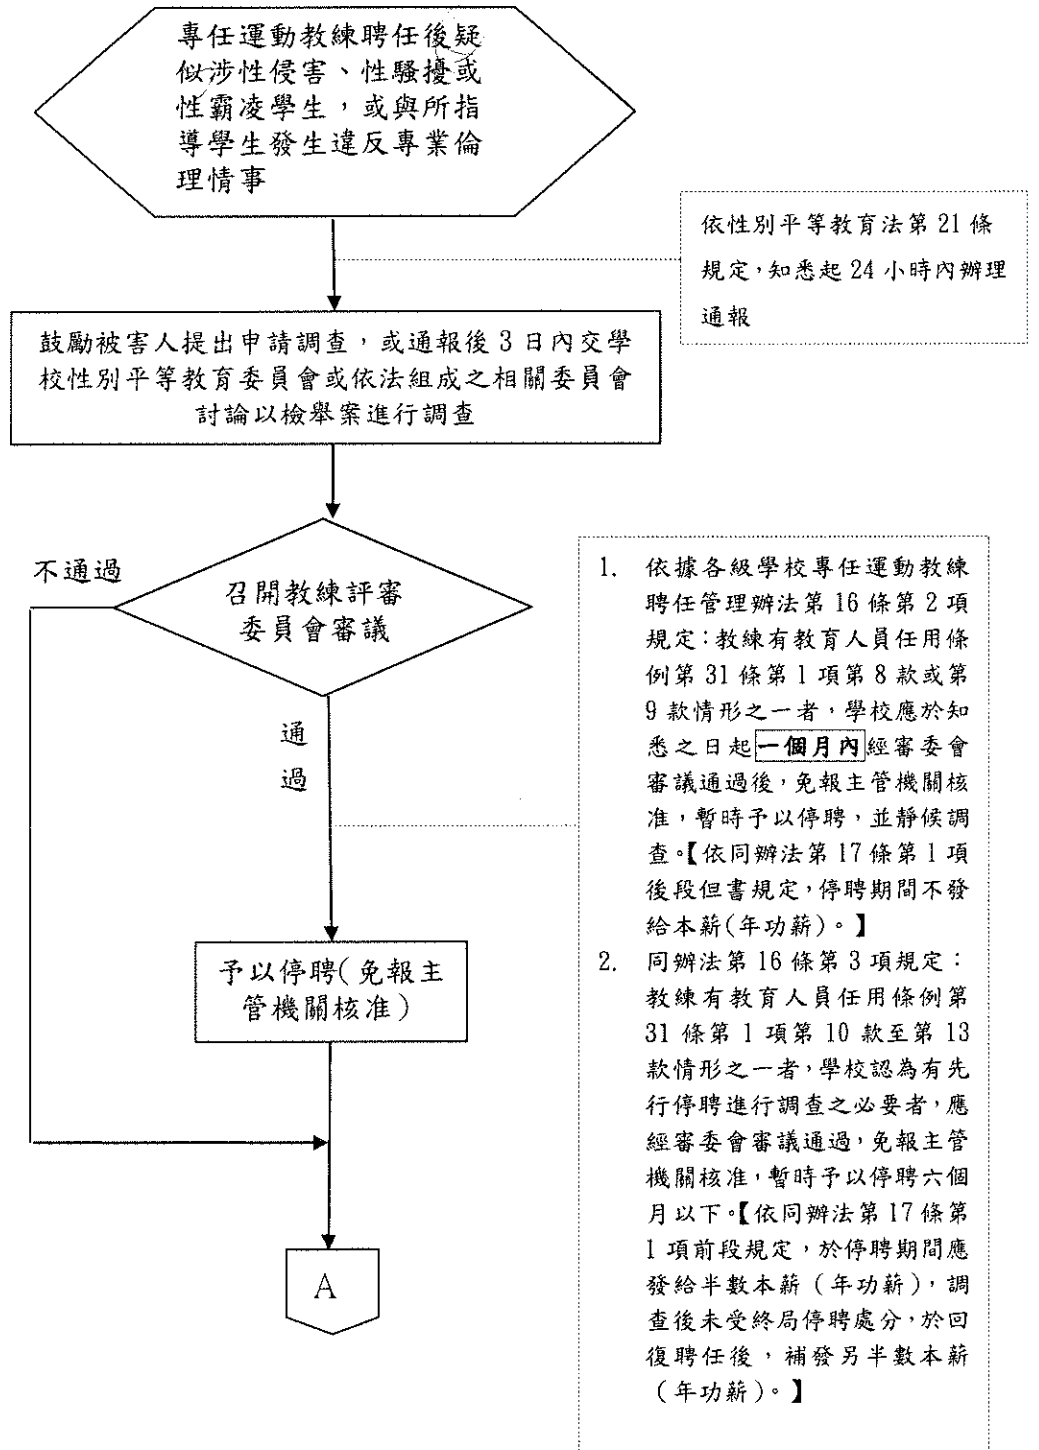 專任運動教練聘任後疑
似涉性侵害、性騷擾或
性霸凌學生，或與所指
導學生發生違反專業倫
理情事
依性別平等教育法第 21 條
規定，知悉起 24 小時內辦理
通報
鼓勵被害人提出申請調查，或通報後 3 日內交學
校性別平等教育委員會或依法組成之相關委員會
討論以檢舉案進行調查
不通過
召開教練評審
委員會審議
通
過
予以停聘(免報主
管機關核准)
A
1. 依據各級學校專任運動教練
聘任管理辦法第 16 條第 2 項
規定：教練有教育人員任用條
例第 31 條第 1 項第 8 款或第
9 款情形之一者，學校應於知
悉之日起一個月內經審委會
審議通過後，免報主管機關核
准，暫時予以停聘，並靜候調
查。【依同辦法第 17 條第 1 項
後段但書規定，停聘期間不發
給本薪(年功薪)。】
2. 同辦法第 16 條第 3 項規定：
教練有教育人員任用條例第
31 條第 1 項第 10 款至第 13
款情形之一者，學校認為有先
行停聘進行調查之必要者，應
經審委會審議通過，免報主管
機關核准，暫時予以停聘六個
月以下。【依同辦法第 17 條第
1 項前段規定，於停聘期間應
發給半數本薪（年功薪），調
查後未受終局停聘處分，於回
復聘任後，補發另半數本薪
（年功薪）。】